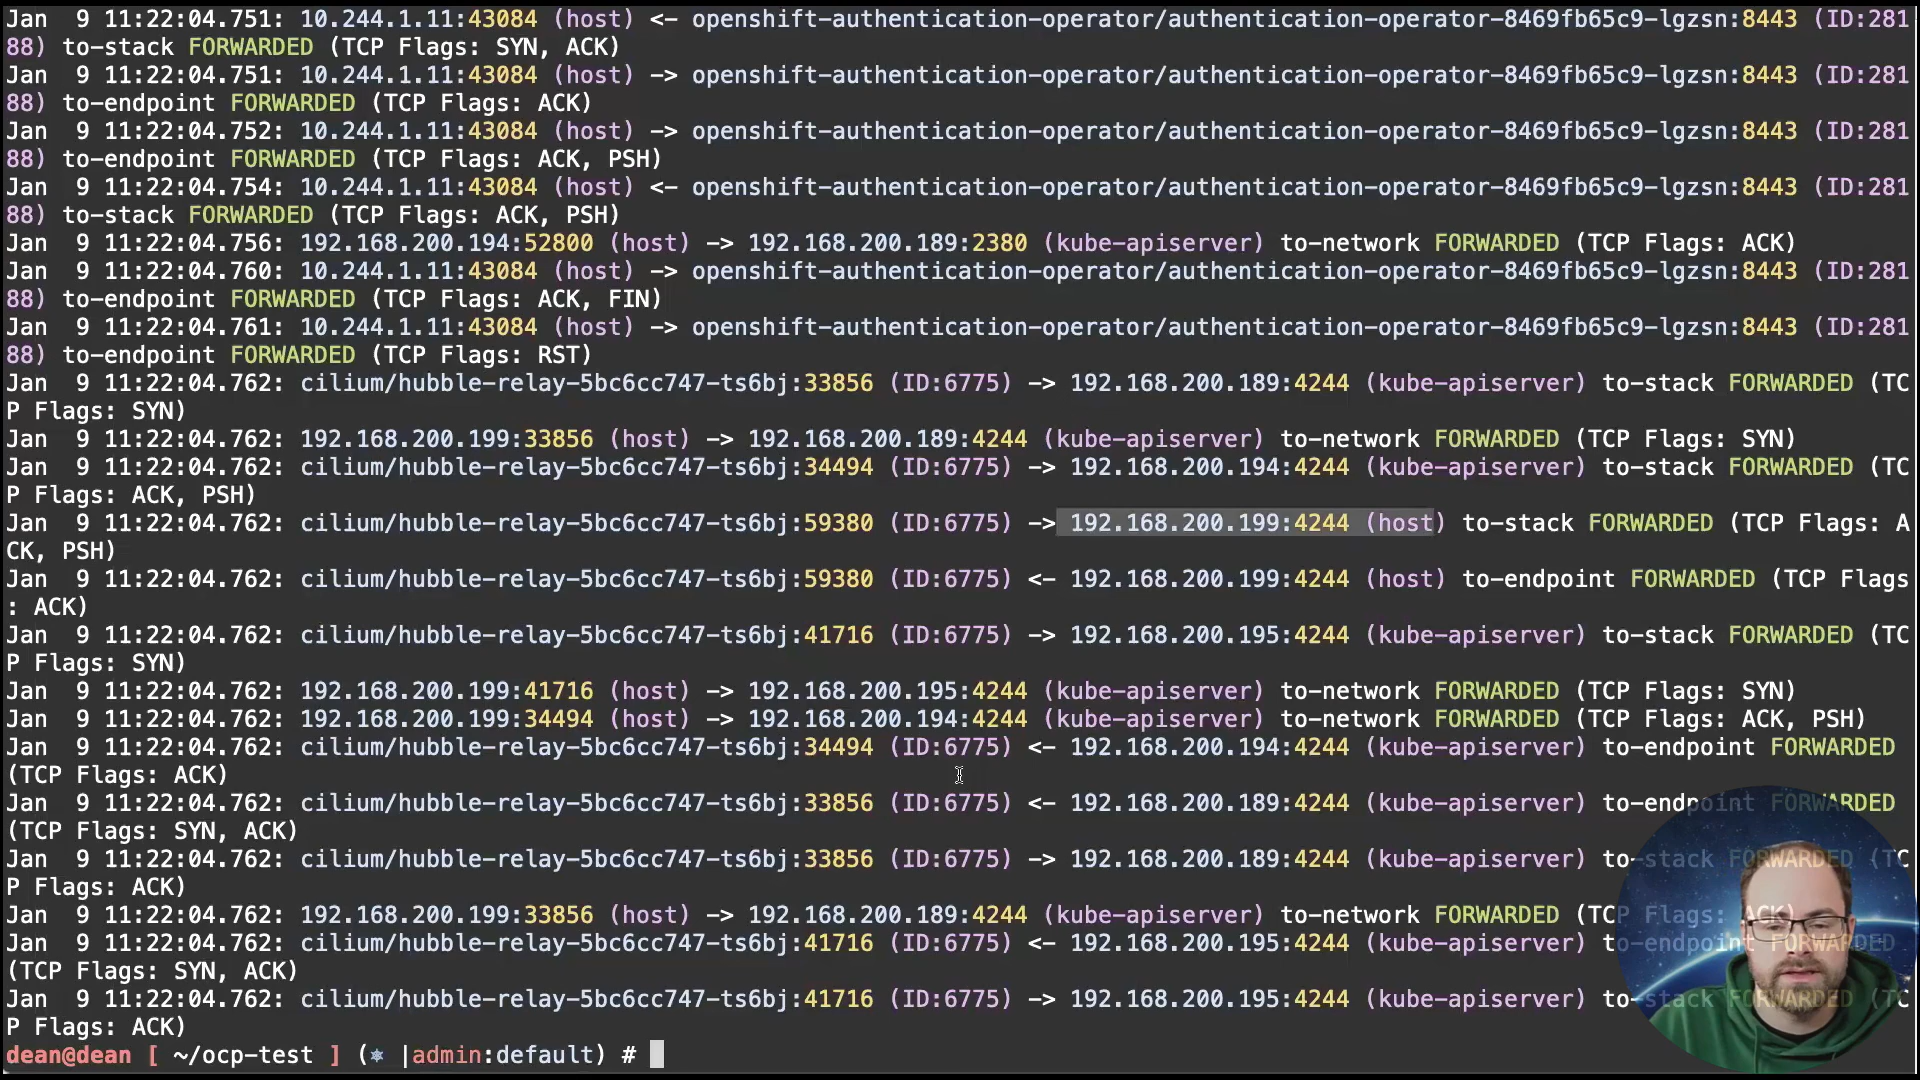 Jan  9 11:22:04.751: 10.244.1.11:43084 (host) <- openshift-authentication-operator/authentication-operator-8469fb65c9-lgzsn:8443 (ID:281
88) to-stack FORWARDED (TCP Flags: SYN, ACK)
Jan  9 11:22:04.751: 10.244.1.11:43084 (host) -> openshift-authentication-operator/authentication-operator-8469fb65c9-lgzsn:8443 (ID:281
88) to-endpoint FORWARDED (TCP Flags: ACK)
Jan  9 11:22:04.752: 10.244.1.11:43084 (host) -> openshift-authentication-operator/authentication-operator-8469fb65c9-lgzsn:8443 (ID:281
88) to-endpoint FORWARDED (TCP Flags: ACK, PSH)
Jan  9 11:22:04.754: 10.244.1.11:43084 (host) <- openshift-authentication-operator/authentication-operator-8469fb65c9-lgzsn:8443 (ID:281
88) to-stack FORWARDED (TCP Flags: ACK, PSH)
Jan  9 11:22:04.756: 192.168.200.194:52800 (host) -> 192.168.200.189:2380 (kube-apiserver) to-network FORWARDED (TCP Flags: ACK)
Jan  9 11:22:04.760: 10.244.1.11:43084 (host) -> openshift-authentication-operator/authentication-operator-8469fb65c9-lgzsn:8443 (ID:281
88) to-endpoint FORWARDED (TCP Flags: ACK, FIN)
Jan  9 11:22:04.761: 10.244.1.11:43084 (host) -> openshift-authentication-operator/authentication-operator-8469fb65c9-lgzsn:8443 (ID:281
88) to-endpoint FORWARDED (TCP Flags: RST)
Jan  9 11:22:04.762: cilium/hubble-relay-5bc6cc747-ts6bj:33856 (ID:6775) -> 192.168.200.189:4244 (kube-apiserver) to-stack FORWARDED (TC
P Flags: SYN)
Jan  9 11:22:04.762: 192.168.200.199:33856 (host) -> 192.168.200.189:4244 (kube-apiserver) to-network FORWARDED (TCP Flags: SYN)
Jan  9 11:22:04.762: cilium/hubble-relay-5bc6cc747-ts6bj:34494 (ID:6775) -> 192.168.200.194:4244 (kube-apiserver) to-stack FORWARDED (TC
P Flags: ACK, PSH)
Jan  9 11:22:04.762: cilium/hubble-relay-5bc6cc747-ts6bj:59380 (ID:6775) -> 192.168.200.199:4244 (host) to-stack FORWARDED (TCP Flags: A
CK, PSH)
Jan  9 11:22:04.762: cilium/hubble-relay-5bc6cc747-ts6bj:59380 (ID:6775) <- 192.168.200.199:4244 (host) to-endpoint FORWARDED (TCP Flags
: ACK)
Jan  9 11:22:04.762: cilium/hubble-relay-5bc6cc747-ts6bj:41716 (ID:6775) -> 192.168.200.195:4244 (kube-apiserver) to-stack FORWARDED (TC
P Flags: SYN)
Jan  9 11:22:04.762: 192.168.200.199:41716 (host) -> 192.168.200.195:4244 (kube-apiserver) to-network FORWARDED (TCP Flags: SYN)
Jan  9 11:22:04.762: 192.168.200.199:34494 (host) -> 192.168.200.194:4244 (kube-apiserver) to-network FORWARDED (TCP Flags: ACK, PSH)
Jan  9 11:22:04.762: cilium/hubble-relay-5bc6cc747-ts6bj:34494 (ID:6775) <- 192.168.200.194:4244 (kube-apiserver) to-endpoint FORWARDED
(TCP Flags: ACK)
Jan  9 11:22:04.762: cilium/hubble-relay-5bc6cc747-ts6bj:33856 (ID:6775) <- 192.168.200.189:4244 (kube-apiserver) to-endpoint FORWARDED
(TCP Flags: SYN, ACK)
Jan  9 11:22:04.762: cilium/hubble-relay-5bc6cc747-ts6bj:33856 (ID:6775) -> 192.168.200.189:4244 (kube-apiserver) to-stack FORWARDED (TC
P Flags: ACK)
Jan  9 11:22:04.762: 192.168.200.199:33856 (host) -> 192.168.200.189:4244 (kube-apiserver) to-network FORWARDED (TCP Flags: ACK)
Jan  9 11:22:04.762: cilium/hubble-relay-5bc6cc747-ts6bj:41716 (ID:6775) <- 192.168.200.195:4244 (kube-apiserver) to-endpoint FORWARDED
(TCP Flags: SYN, ACK)
Jan  9 11:22:04.762: cilium/hubble-relay-5bc6cc747-ts6bj:41716 (ID:6775) -> 192.168.200.195:4244 (kube-apiserver) to-stack FORWARDED (TC
P Flags: ACK)
dean@dean [ ~/ocp-test ] (⎈ |admin:default) #